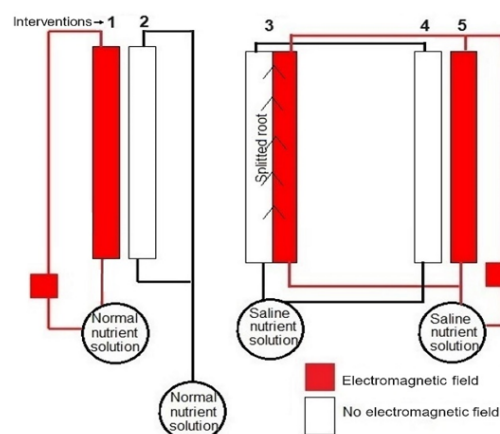 Interventions→ 1 2 3 4 5
Splitted root
Normal
nutrient
solution
Normal
nutrient
solution
Saline
nutrient
solution
Saline
nutrient
solution
Electromagnetic field
No electromagnetic field